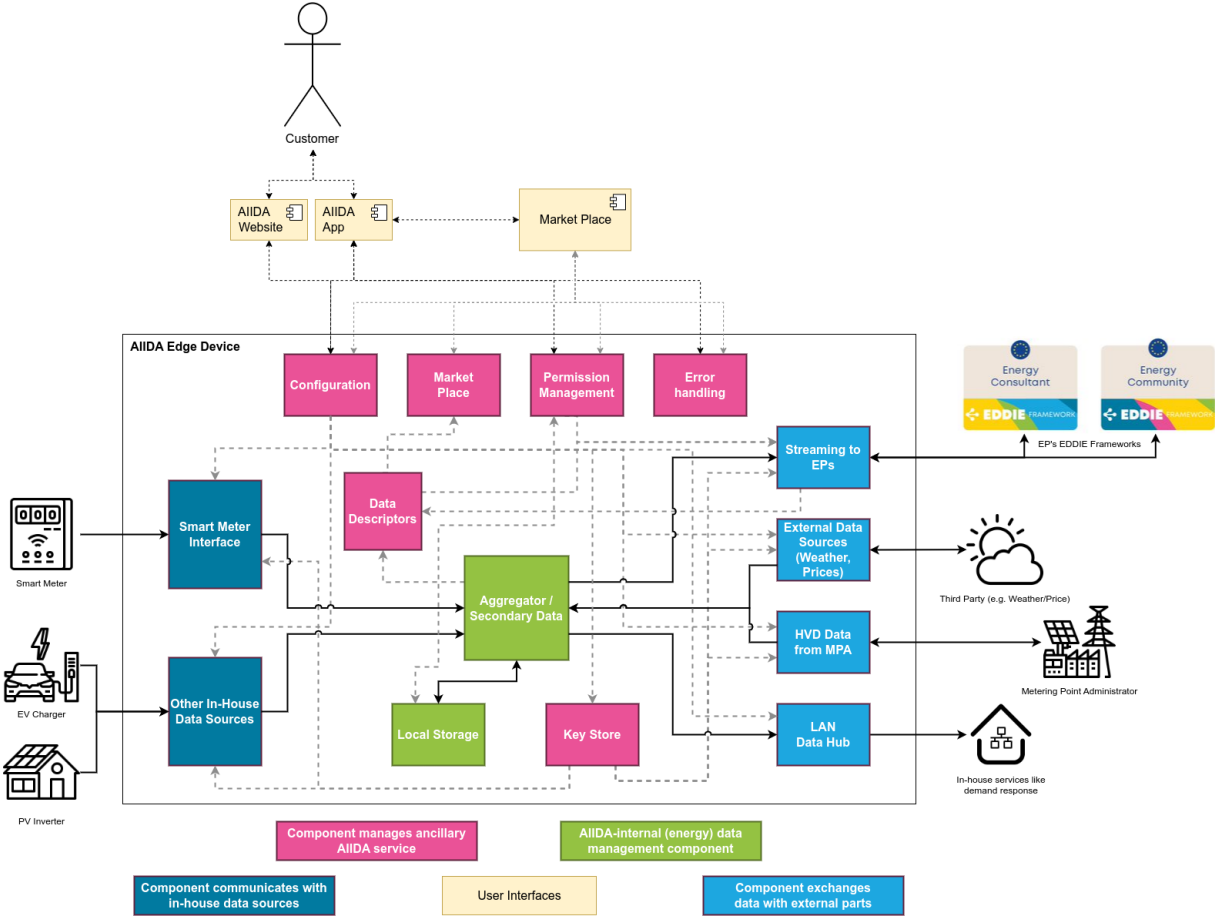 Customer
AIIDA
Website
AIIDA
App
Market Place
AIIDA Edge Device
Configuration
Market
Place
Permission
Management
Error
handling
Energy
Consultant
EDDIE FRAMEWORK
Energy
Community
EDDIE FRAMEWORK
EP's EDDIE Frameworks
Streaming to
EPs
Data
Descriptors
Smart Meter
Interface
Smart Meter
External Data
Sources
(Weather,
Prices)
Third Party (e.g. Weather/Price)
Aggregator /
Secondary Data
HVD Data
from MPA
Metering Point Administrator
EV Charger
Other In-House
Data Sources
Local Storage
Key Store
LAN
Data Hub
In-house services like
demand response
PV Inverter
Component manages ancillary
AIIDA service
AIIDA-internal (energy) data
management component
Component communicates with
in-house data sources
User Interfaces
Component exchanges
data with external parts